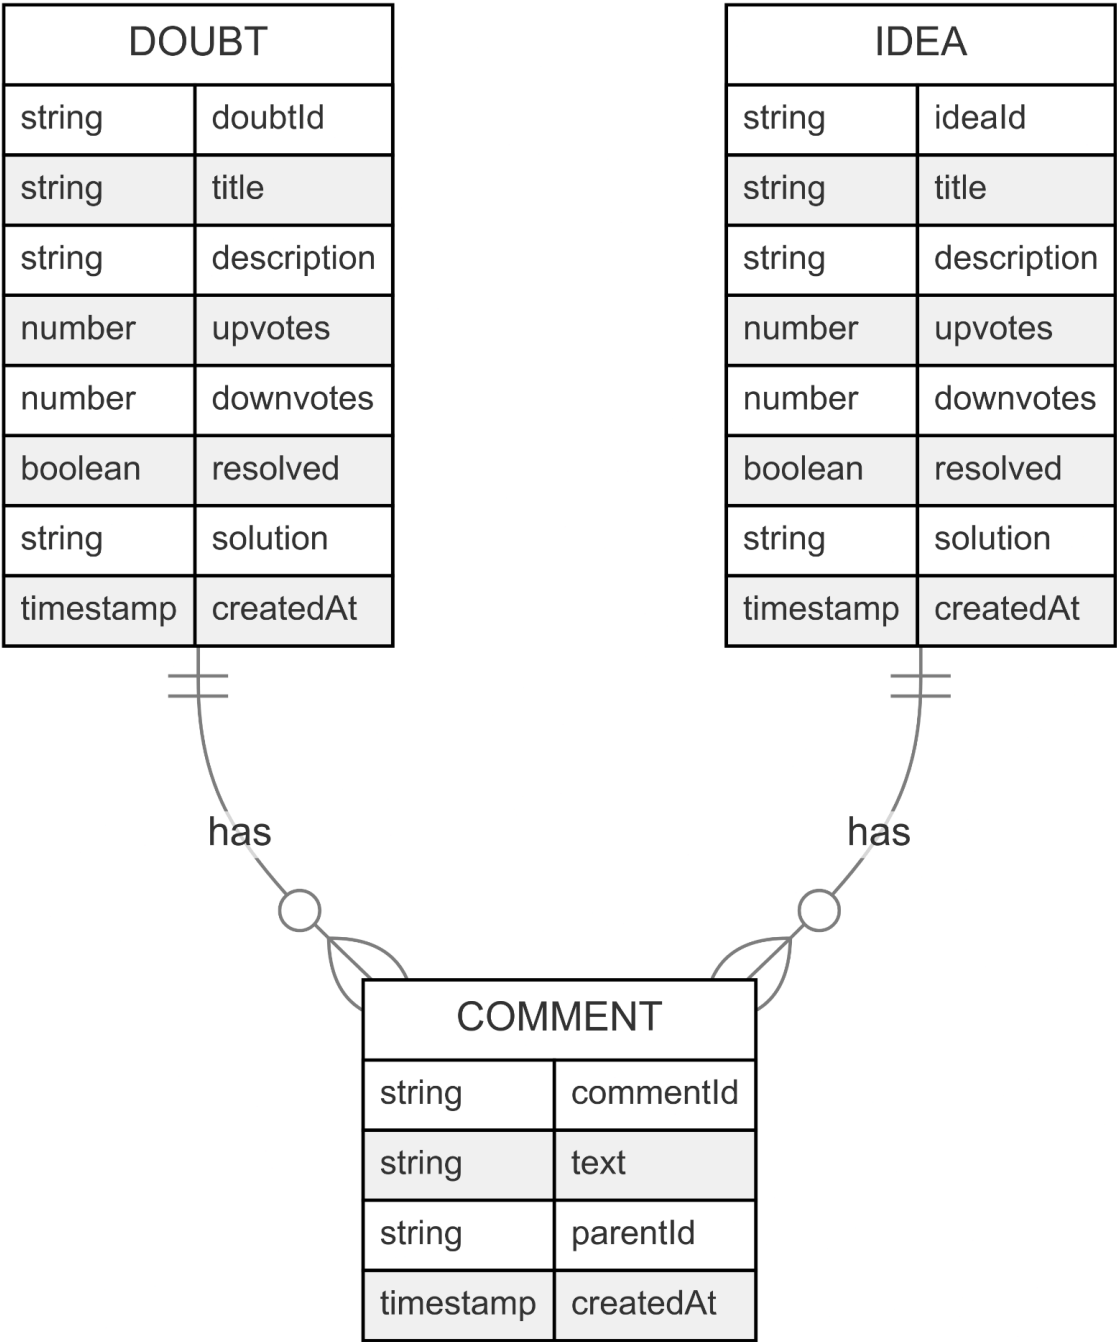 DOUBT
string doubtId
string title
string description
number upvotes
number downvotes
boolean resolved
string solution
timestamp createdAt
IDEA
string ideaId
string title
string description
number upvotes
number downvotes
boolean resolved
string solution
timestamp createdAt
has
has
COMMENT
string commentId
string text
string parentId
timestamp createdAt